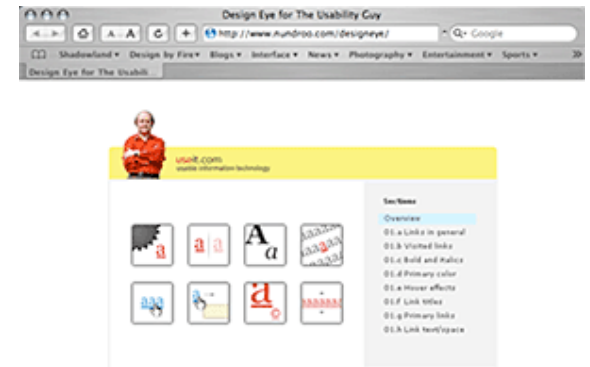 Design Eye for The Usability Guy
A A
http://www.nundroo.com/designeye/
Q Google
Shadowland Design by Fire Blogs Interface News Photography Entertainment Sports
Design Eye for The Usabili...
useit.com
usable information technology
Sections
Overview
01.a Links in general
01.b Visited links
01.c Bold and italics
01.d Primary color
01.e Hover effects
01.f Link titles
01.g Primary links
01.h Link text/space
a a a A a aaaaa
aaa a aaaaaa